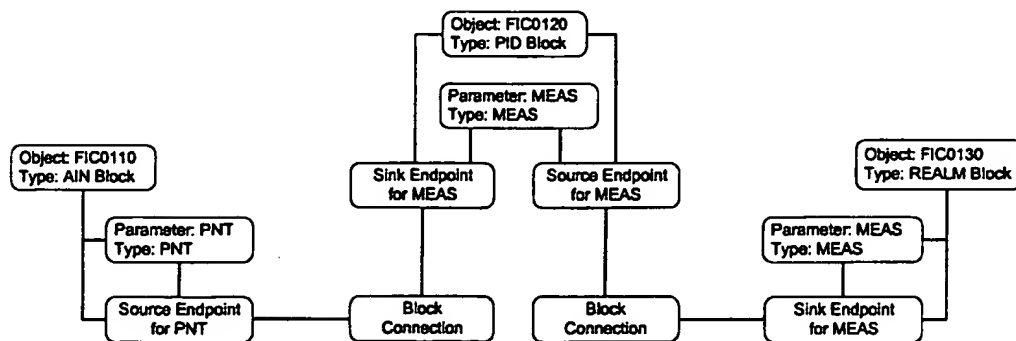 Object: FIC0120
Type: PID Block
Parameter: MEAS
Type: MEAS
Object: FIC0110
Type: AIN Block
Sink Endpoint
for MEAS
Source Endpoint
for MEAS
Object: FIC0130
Type: REALM Block
Parameter: PNT
Type: PNT
Parameter: MEAS
Type: MEAS
Source Endpoint
for PNT
Block
Connection
Block
Connection
Sink Endpoint
for MEAS